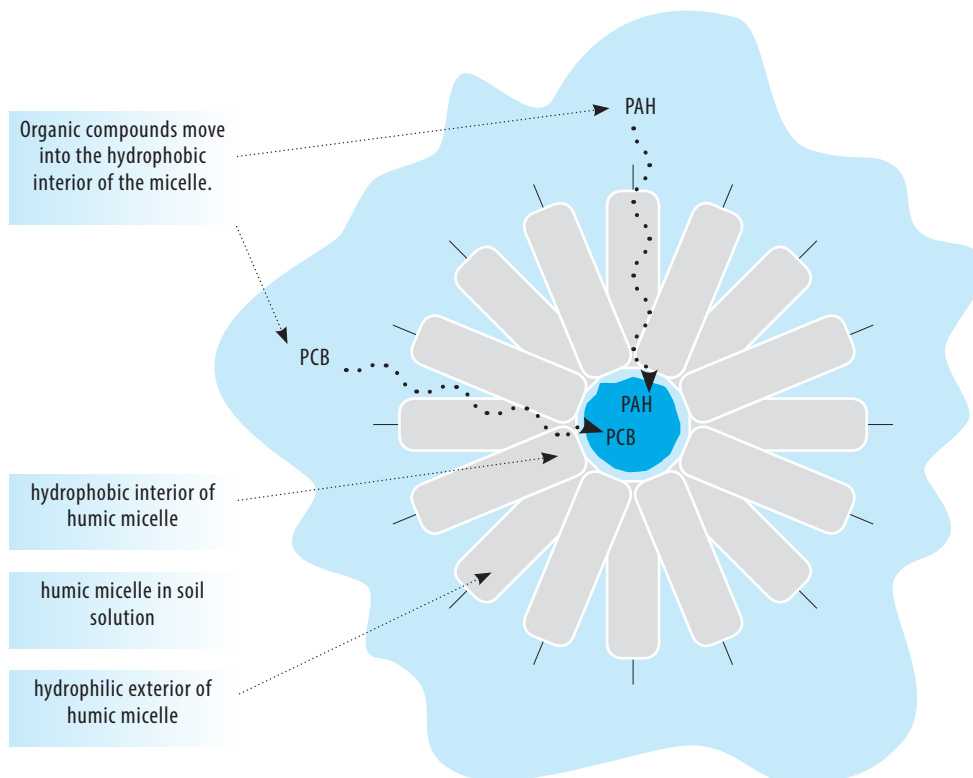 Organic compounds move
into the hydrophobic
interior of the micelle.
PAH
PCB
PAH
PCB
hydrophobic interior of
humic micelle
humic micelle in soil
solution
hydrophilic exterior of
humic micelle